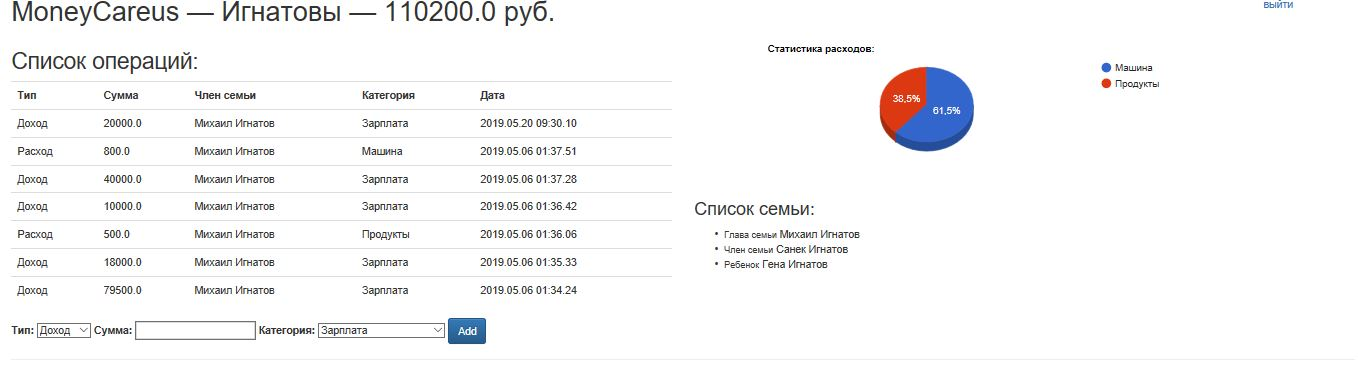 MoneyCareus — Игнатовы — 110200.0 руб.
выйти
Список операций:
Тип Сумма Член семьи Категория Дата
Доход 20000.0 Михаил Игнатов Зарплата 2019.05.20 09:30.10
Расход 800.0 Михаил Игнатов Машина 2019.05.06 01:37.51
Доход 40000.0 Михаил Игнатов Зарплата 2019.05.06 01:37.28
Доход 10000.0 Михаил Игнатов Зарплата 2019.05.06 01:36.42
Расход 500.0 Михаил Игнатов Продукты 2019.05.06 01:36.06
Доход 18000.0 Михаил Игнатов Зарплата 2019.05.06 01:35.33
Доход 79500.0 Михаил Игнатов Зарплата 2019.05.06 01:34.24
Тип: Доход Сумма: Категория: Зарплата Add
Статистика расходов:
38,5%
61,5%
Машина
Продукты
Список семьи:
• Глава семьи Михаил Игнатов
• Член семьи Санек Игнатов
• Ребенок Гена Игнатов